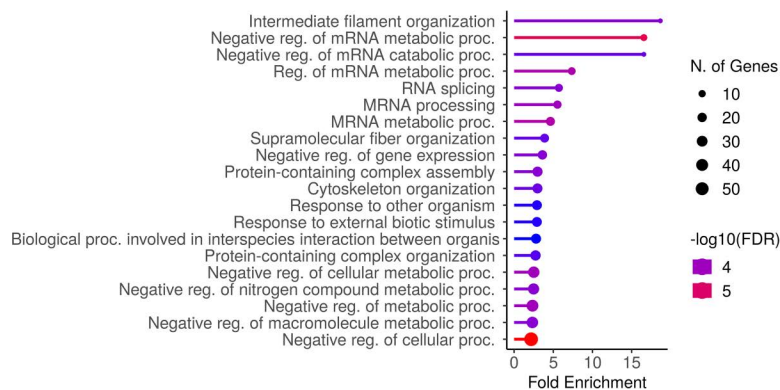 Intermediate filament organization
Negative reg. of mRNA metabolic proc.
Negative reg. of mRNA catabolic proc.
Reg. of mRNA metabolic proc.
RNA splicing
MRNA processing
MRNA metabolic proc.
Supramolecular fiber organization
Negative reg. of gene expression
Protein-containing complex assembly
Cytoskeleton organization
Response to other organism
Response to external biotic stimulus
Biological proc. involved in interspecies interaction between organis
Protein-containing complex organization
Negative reg. of cellular metabolic proc.
Negative reg. of nitrogen compound metabolic proc.
Negative reg. of metabolic proc.
Negative reg. of macromolecule metabolic proc.
Negative reg. of cellular proc.
0 5 10 15
Fold Enrichment
N. of Genes
10
20
30
40
50
-log10(FDR)
4
5